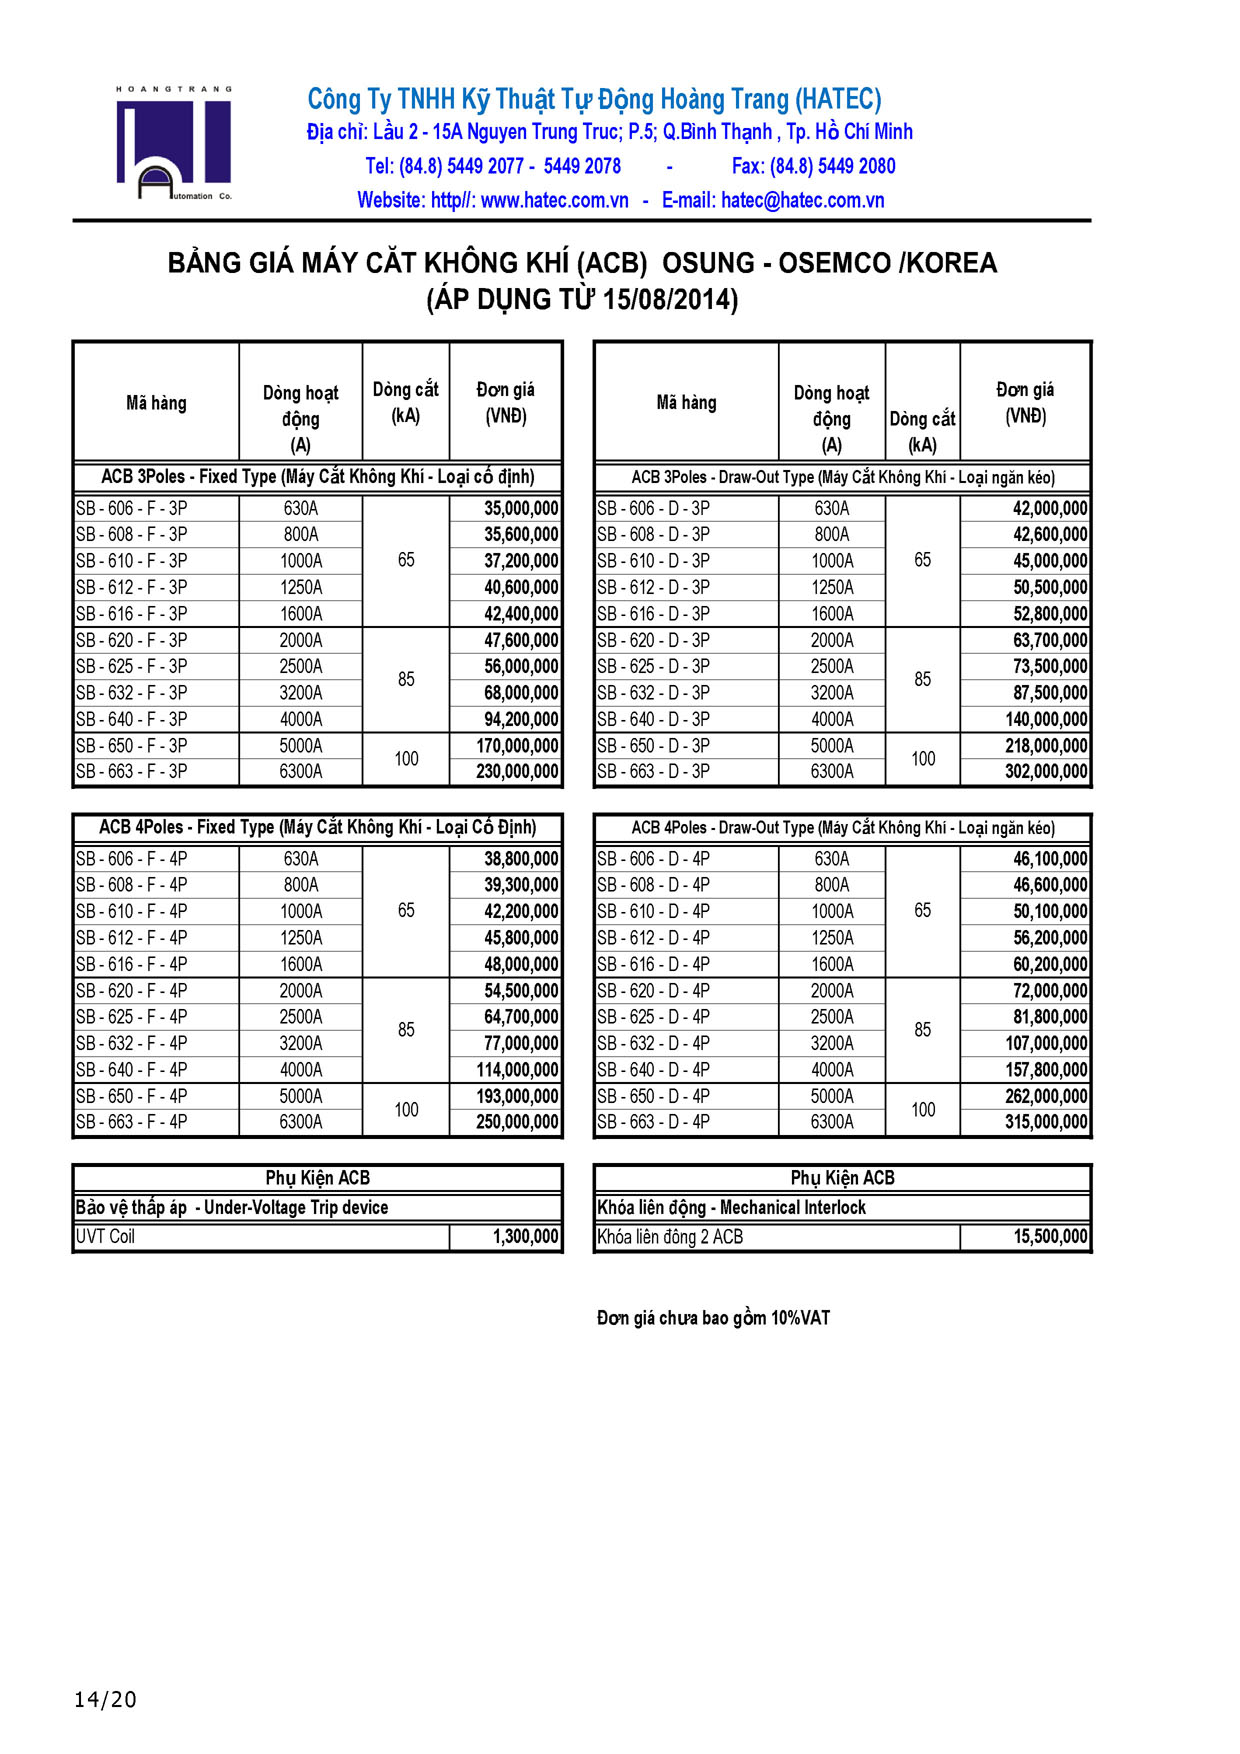 HOANGTRANG
Automation Co.
Công Ty TNHH Kỹ Thuật Tự Động Hoàng Trang (HATEC)
Địa chỉ: Lầu 2 - 15A Nguyen Trung Truc; P.5; Q.Bình Thạnh , Tp. Hồ Chí Minh
Tel: (84.8) 5449 2077 - 5449 2078 - Fax: (84.8) 5449 2080
Website: http//: www.hatec.com.vn - E-mail: hatec@hatec.com.vn
BẢNG GIÁ MÁY CẮT KHÔNG KHÍ (ACB) OSUNG - OSEMCO /KOREA
(ÁP DỤNG TỪ 15/08/2014)
Mã hàng Dòng hoạt động (A) Dòng cắt (kA) Đơn giá (VNĐ)
ACB 3Poles - Fixed Type (Máy Cắt Không Khí - Loại cố định)
SB - 606 - F - 3P 630A 35,000,000
SB - 608 - F - 3P 800A 35,600,000
SB - 610 - F - 3P 1000A 65 37,200,000
SB - 612 - F - 3P 1250A 40,600,000
SB - 616 - F - 3P 1600A 42,400,000
SB - 620 - F - 3P 2000A 47,600,000
SB - 625 - F - 3P 2500A 85 56,000,000
SB - 632 - F - 3P 3200A 68,000,000
SB - 640 - F - 3P 4000A 94,200,000
SB - 650 - F - 3P 5000A 100 170,000,000
SB - 663 - F - 3P 6300A 230,000,000
ACB 4Poles - Fixed Type (Máy Cắt Không Khí - Loại Cố Định)
SB - 606 - F - 4P 630A 38,800,000
SB - 608 - F - 4P 800A 39,300,000
SB - 610 - F - 4P 1000A 65 42,200,000
SB - 612 - F - 4P 1250A 45,800,000
SB - 616 - F - 4P 1600A 48,000,000
SB - 620 - F - 4P 2000A 54,500,000
SB - 625 - F - 4P 2500A 85 64,700,000
SB - 632 - F - 4P 3200A 77,000,000
SB - 640 - F - 4P 4000A 114,000,000
SB - 650 - F - 4P 5000A 100 193,000,000
SB - 663 - F - 4P 6300A 250,000,000
Phụ Kiện ACB
Bảo vệ thấp áp - Under-Voltage Trip device
UVT Coil 1,300,000
Mã hàng Dòng hoạt động (A) Dòng cắt (kA) Đơn giá (VNĐ)
ACB 3Poles - Draw-Out Type (Máy Cắt Không Khí - Loại ngăn kéo)
SB - 606 - D - 3P 630A 42,000,000
SB - 608 - D - 3P 800A 42,600,000
SB - 610 - D - 3P 1000A 65 45,000,000
SB - 612 - D - 3P 1250A 50,500,000
SB - 616 - D - 3P 1600A 52,800,000
SB - 620 - D - 3P 2000A 63,700,000
SB - 625 - D - 3P 2500A 85 73,500,000
SB - 632 - D - 3P 3200A 87,500,000
SB - 640 - D - 3P 4000A 140,000,000
SB - 650 - D - 3P 5000A 100 218,000,000
SB - 663 - D - 3P 6300A 302,000,000
ACB 4Poles - Draw-Out Type (Máy Cắt Không Khí - Loại ngăn kéo)
SB - 606 - D - 4P 630A 46,100,000
SB - 608 - D - 4P 800A 46,600,000
SB - 610 - D - 4P 1000A 65 50,100,000
SB - 612 - D - 4P 1250A 56,200,000
SB - 616 - D - 4P 1600A 60,200,000
SB - 620 - D - 4P 2000A 72,000,000
SB - 625 - D - 4P 2500A 85 81,800,000
SB - 632 - D - 4P 3200A 107,000,000
SB - 640 - D - 4P 4000A 157,800,000
SB - 650 - D - 4P 5000A 100 262,000,000
SB - 663 - D - 4P 6300A 315,000,000
Phụ Kiện ACB
Khóa liên động - Mechanical Interlock
Khóa liên đông 2 ACB 15,500,000
Đơn giá chưa bao gồm 10%VAT
14/20